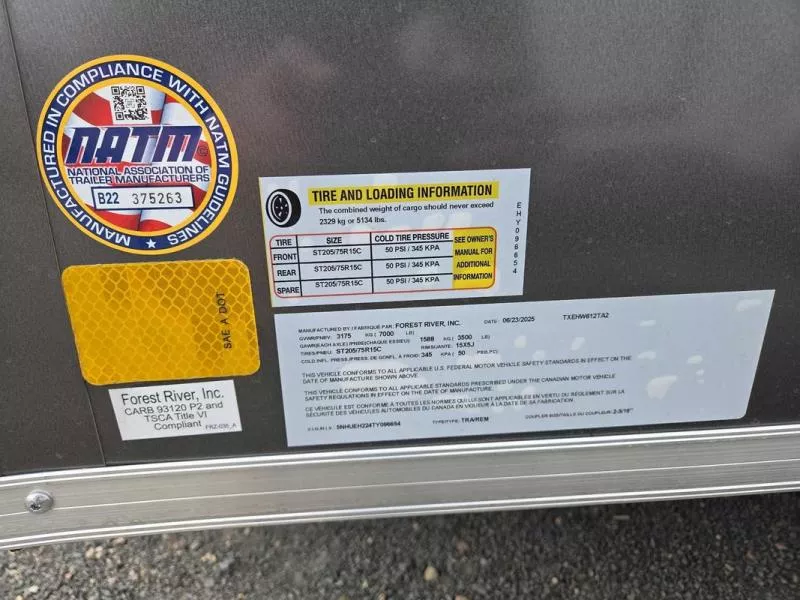 MANUFACTURED IN COMPLIANCE WITH NATM GUIDELINES
NATM
NATIONAL ASSOCIATION OF
TRAILER MANUFACTURERS
B22 375263
SAE A DOT
Forest River, Inc.
CARB 93120 P2 and
TSCA Title VI
Compliant
FRZ-035_A
TIRE AND LOADING INFORMATION
The combined weight of cargo should never exceed
2329 kg or 5134 lbs.
TIRE SIZE COLD TIRE PRESSURE
FRONT ST205/75R15C 50 PSI / 345 KPA
REAR ST205/75R15C 50 PSI / 345 KPA
SPARE ST205/75R15C 50 PSI / 345 KPA
SEE OWNER'S
MANUAL FOR
ADDITIONAL
INFORMATION
EHY096654
MANUFACTURED BY / FABRIQUÉ PAR: FOREST RIVER, INC. DATE: 06/23/2025 TXEHW612TA2
GVWR/PNBV: 3175 KG ( 7000 LB)
GAWR(EACH AXLE) / PNBE(CHAQUE ESSIEU) 1588 KG ( 3500 LB)
TIRES/PNEU: ST205/75R15C RIM/JANTE: 15X5J
COLD.INFL. PRESS./PRESS. DE GONFL. À FROID: 345 KPA ( 50 PSI/LPC)
THIS VEHICLE CONFORMS TO ALL APPLICABLE U.S. FEDERAL MOTOR VEHICLE SAFETY STANDARDS IN EFFECT ON THE
DATE OF MANUFACTURE SHOWN ABOVE.
THIS VEHICLE CONFORMS TO ALL APPLICABLE STANDARDS PRESCRIBED UNDER THE CANADIAN MOTOR VEHICLE
SAFETY REGULATIONS IN EFFECT ON THE DATE OF MANUFACTURE.
CE VÉHICULE EST CONFORME À TOUTES LES NORMES QUI LUI SONT APPLICABLES EN VERTU DU RÈGLEMENT SUR LA
SÉCURITÉ DES VÉHICULES AUTOMOBILES DU CANADA EN VIGUEUR À LA DATE DE SA FABRICATION.
COUPLER SIZE/TAILLE DU COUPLEUR: 2-5/16"
V.I.N./N.I.V.: 5NHUEH224TY096654 TYPE/TYPE: TRA/REM